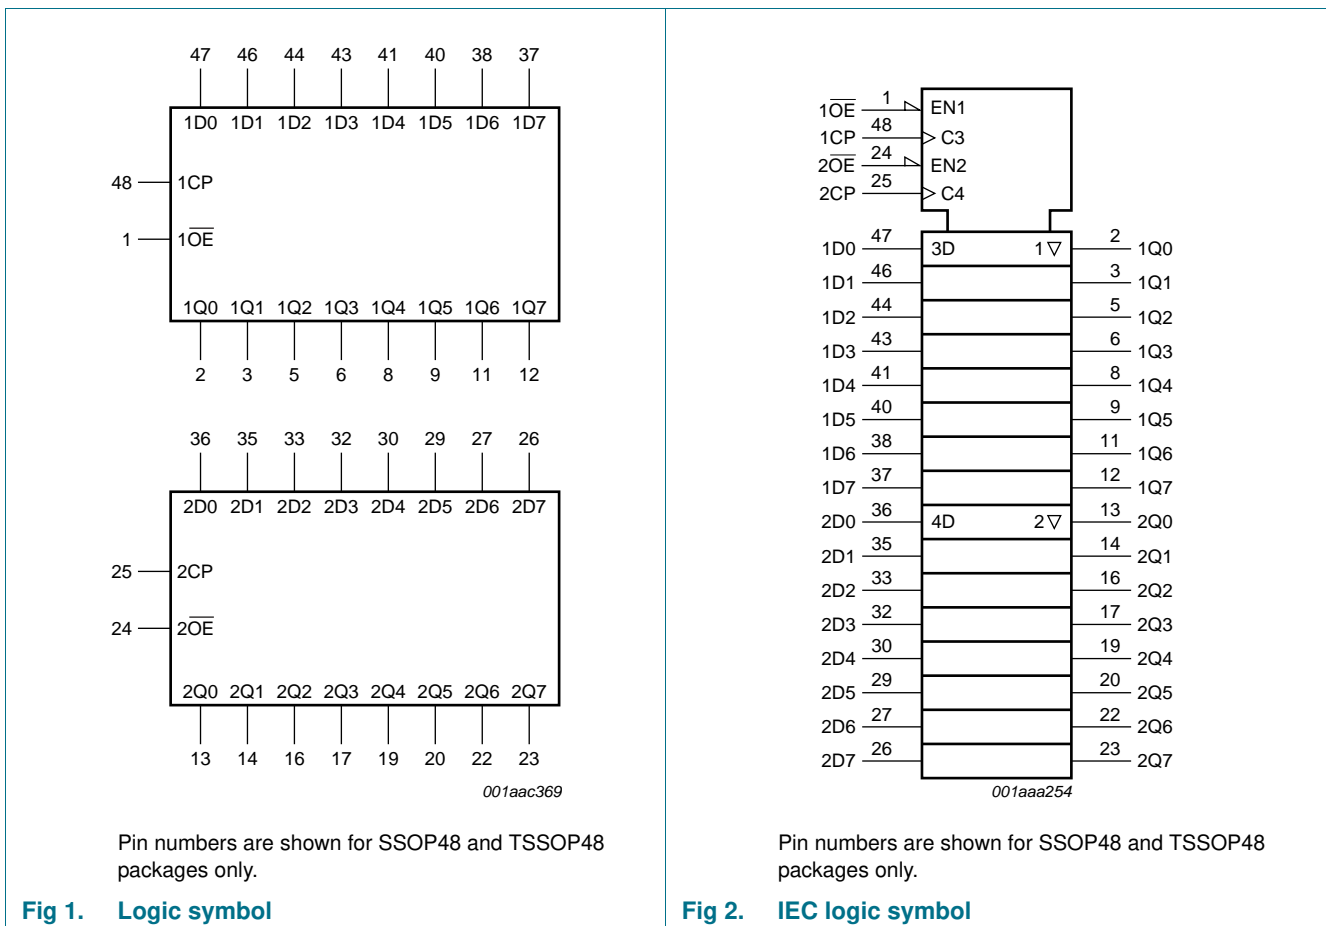 47 46 44 43 41 40 38 37
1D0 1D1 1D2 1D3 1D4 1D5 1D6 1D7
48 1CP
1 1OE
1Q0 1Q1 1Q2 1Q3 1Q4 1Q5 1Q6 1Q7
2 3 5 6 8 9 11 12
36 35 33 32 30 29 27 26
2D0 2D1 2D2 2D3 2D4 2D5 2D6 2D7
25 2CP
24 2OE
2Q0 2Q1 2Q2 2Q3 2Q4 2Q5 2Q6 2Q7
13 14 16 17 19 20 22 23
001aac369
Pin numbers are shown for SSOP48 and TSSOP48
packages only.
Fig 1. Logic symbol
1OE 1 EN1
1CP 48 C3
2OE 24 EN2
2CP 25 C4
1D0 47 3D 1 ▽ 2 1Q0
1D1 46 3 1Q1
1D2 44 5 1Q2
1D3 43 6 1Q3
1D4 41 8 1Q4
1D5 40 9 1Q5
1D6 38 11 1Q6
1D7 37 12 1Q7
2D0 36 4D 2 ▽ 13 2Q0
2D1 35 14 2Q1
2D2 33 16 2Q2
2D3 32 17 2Q3
2D4 30 19 2Q4
2D5 29 20 2Q5
2D6 27 22 2Q6
2D7 26 23 2Q7
001aaa254
Pin numbers are shown for SSOP48 and TSSOP48
packages only.
Fig 2. IEC logic symbol